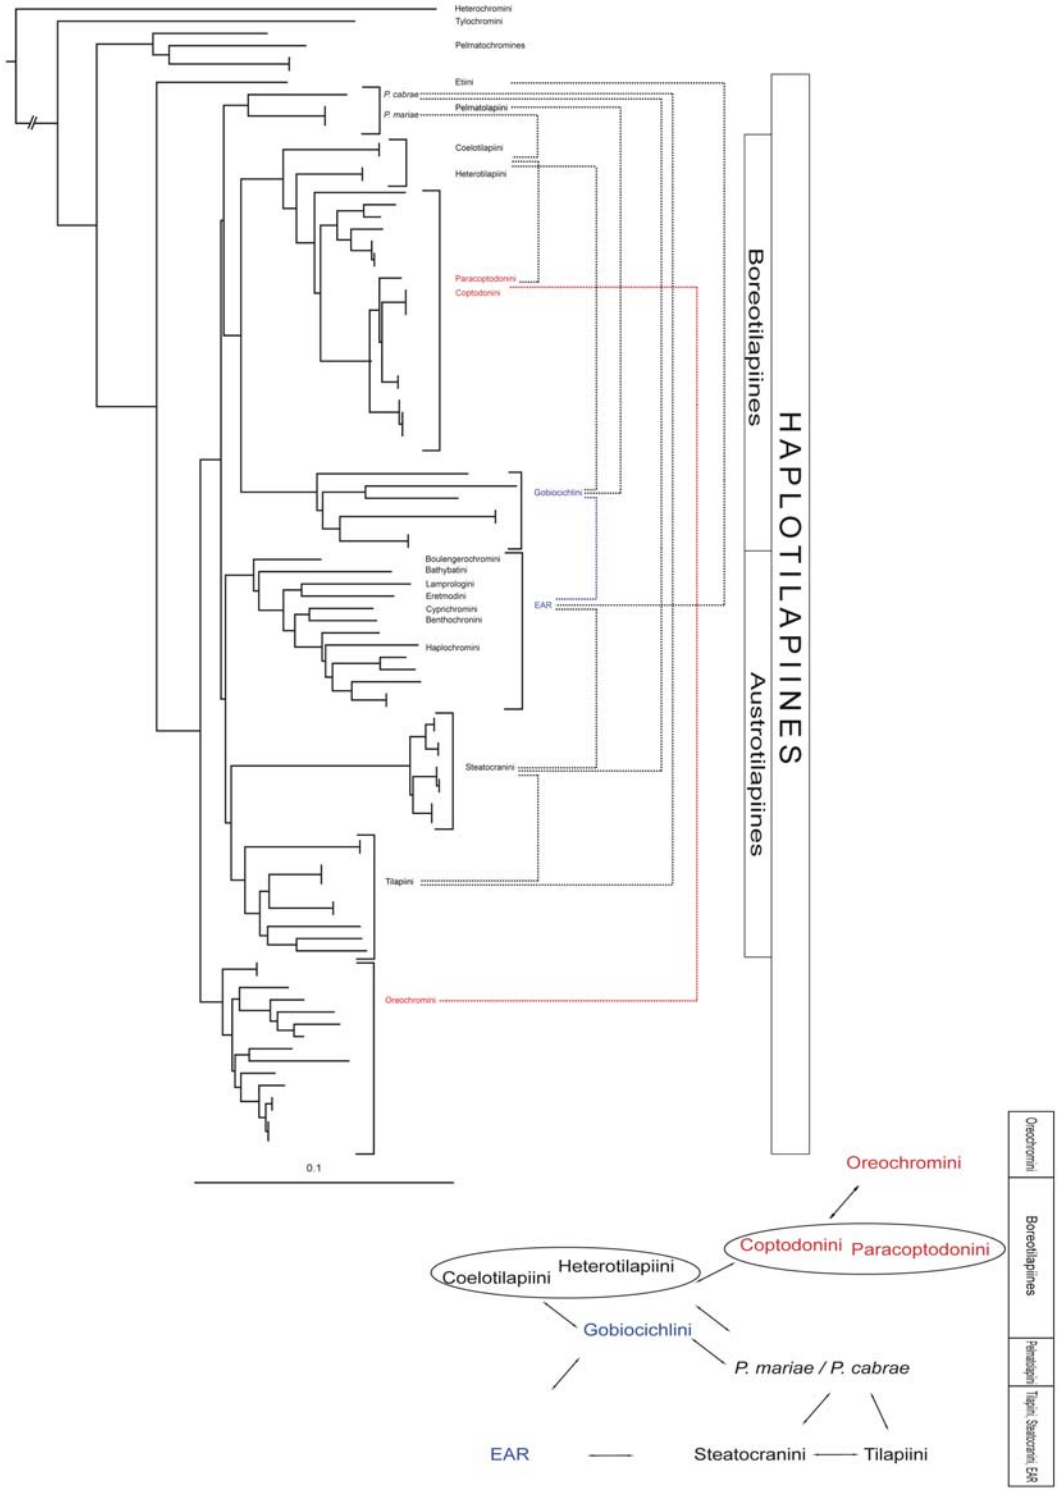 Heterochromini
Tylochromini
Pelmatochromines
Etiini
P. cabrae
Pelmatolapiini
P. mariae
Coelotilapiini
Heterotilapiini
Paracoptodonini
Coptodonini
Gobiocichlini
Boulengerochromini
Bathybatini
Lamprologini
Eretmodini
EAR
Cyprichromini
Benthochronini
Haplochromini
Steatocranini
Tilapiini
Oreochromini
0.1
Boreotilapiines
Austrotilapiines
HAPLOTILAPIINES
Oreochromini
Coptodonini Paracoptodonini
Heterotilapiini
Coelotilapiini
Gobiocichlini
P. mariae / P. cabrae
EAR
Steatocranini
Tilapiini
Oreochromini
Boreotilapiines
Pelmatolapiini
Tilapiini, Steatocranini, EAR